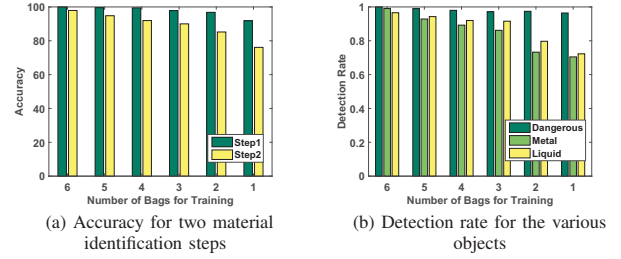 100
80
60
40
20
0
Accuracy
Step1
Step2
6 5 4 3 2 1
Number of Bags for Training
(a) Accuracy for two material
identification steps
1
0.8
0.6
0.4
0.2
0
Detection Rate
Dangerous
Metal
Liquid
6 5 4 3 2 1
Number of Bags for Training
(b) Detection rate for the various
objects